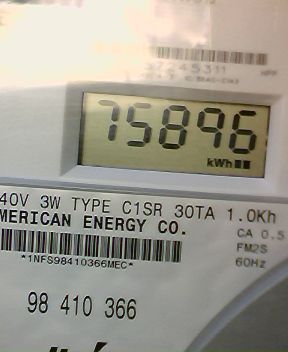 37245311
75896
kWh
40V 3W TYPE C1SR 30TA 1.0Kh
MERICAN ENERGY CO.
CA 0.5
FM2S
60Hz
*1NFS98410366MEC*
98 410 366